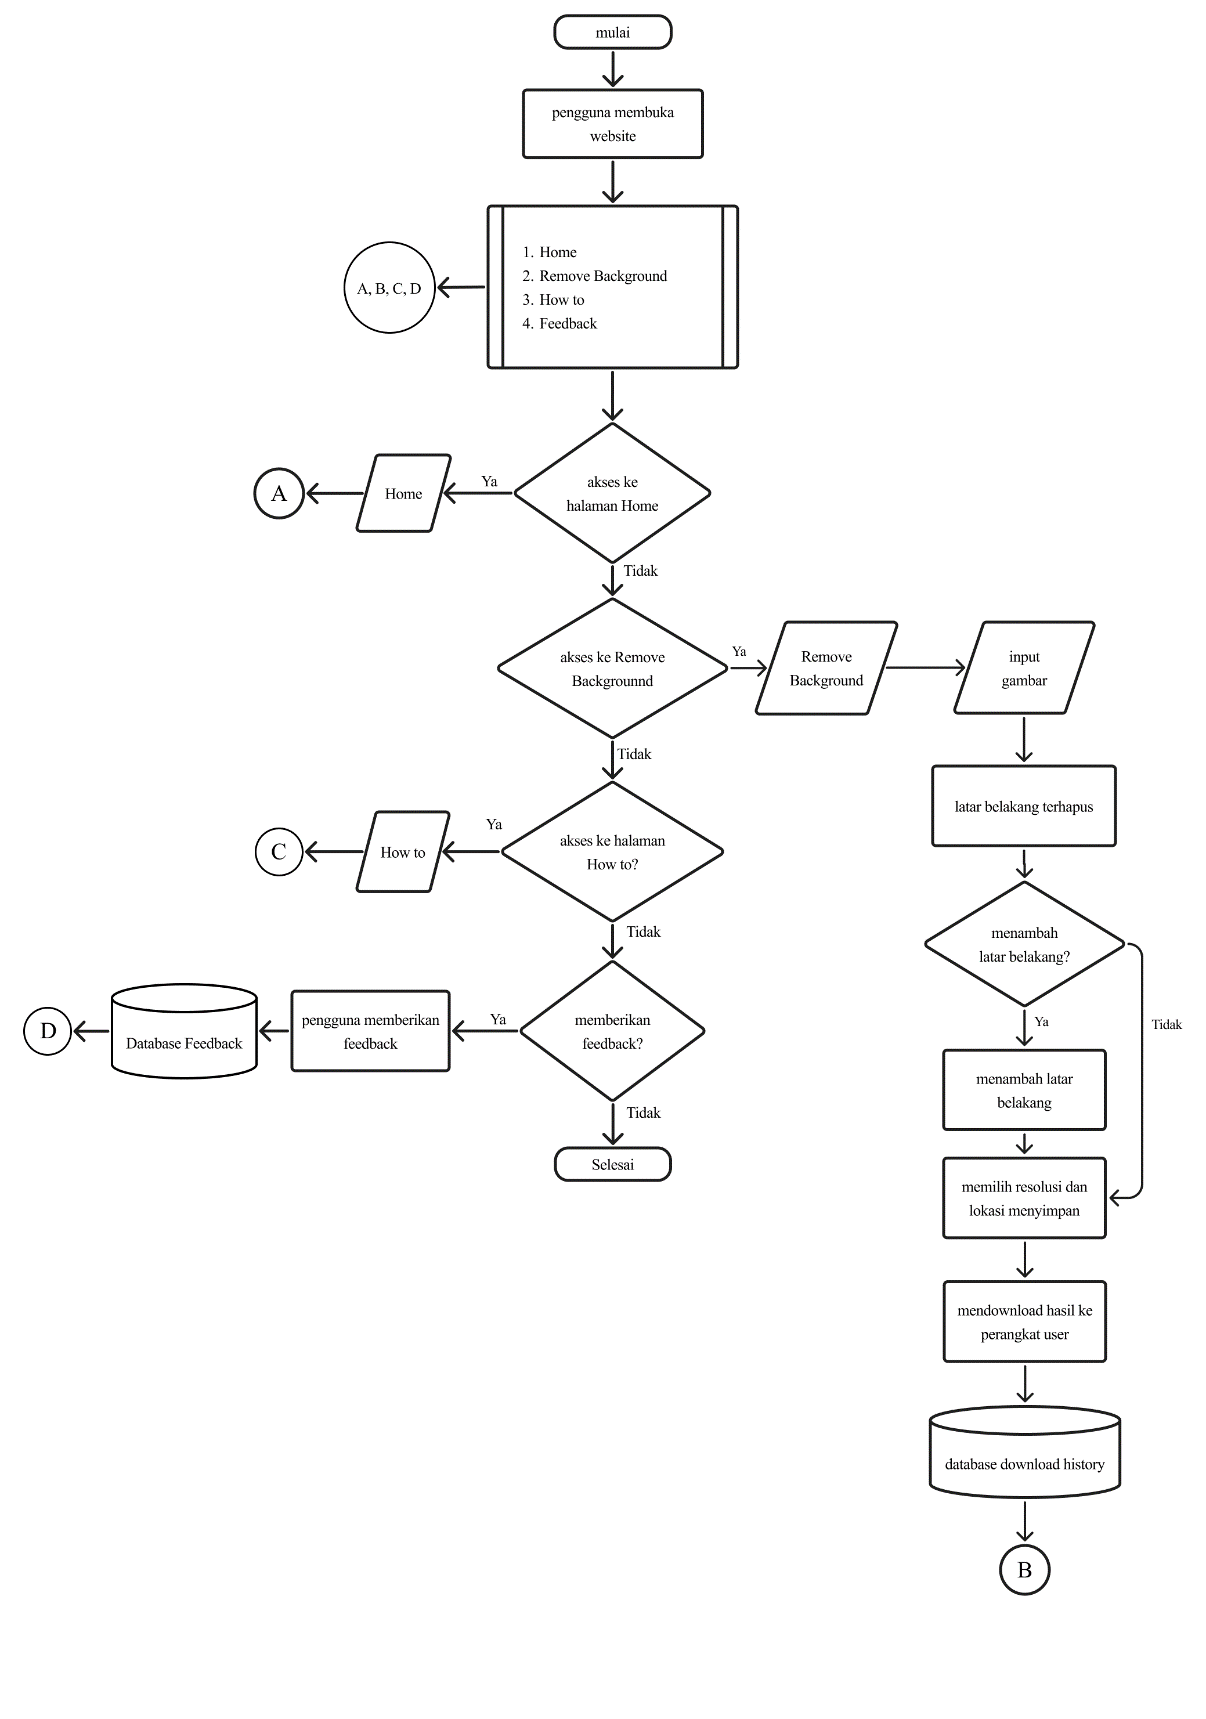 mulai
pengguna membuka
website
1. Home
2. Remove Background
3. How to
4. Feedback
A, B, C, D
akses ke
halaman Home
Ya
Home
A
Tidak
akses ke Remove
Backgrounnd
Ya
Remove
Background
input
gambar
Tidak
latar belakang terhapus
akses ke halaman
How to?
Ya
How to
C
Tidak
menambah
latar belakang?
Ya
Tidak
memberikan
feedback?
Ya
pengguna memberikan
feedback
Database Feedback
D
Tidak
Selesai
menambah latar
belakang
memilih resolusi dan
lokasi menyimpan
mendownload hasil ke
perangkat user
database download history
B